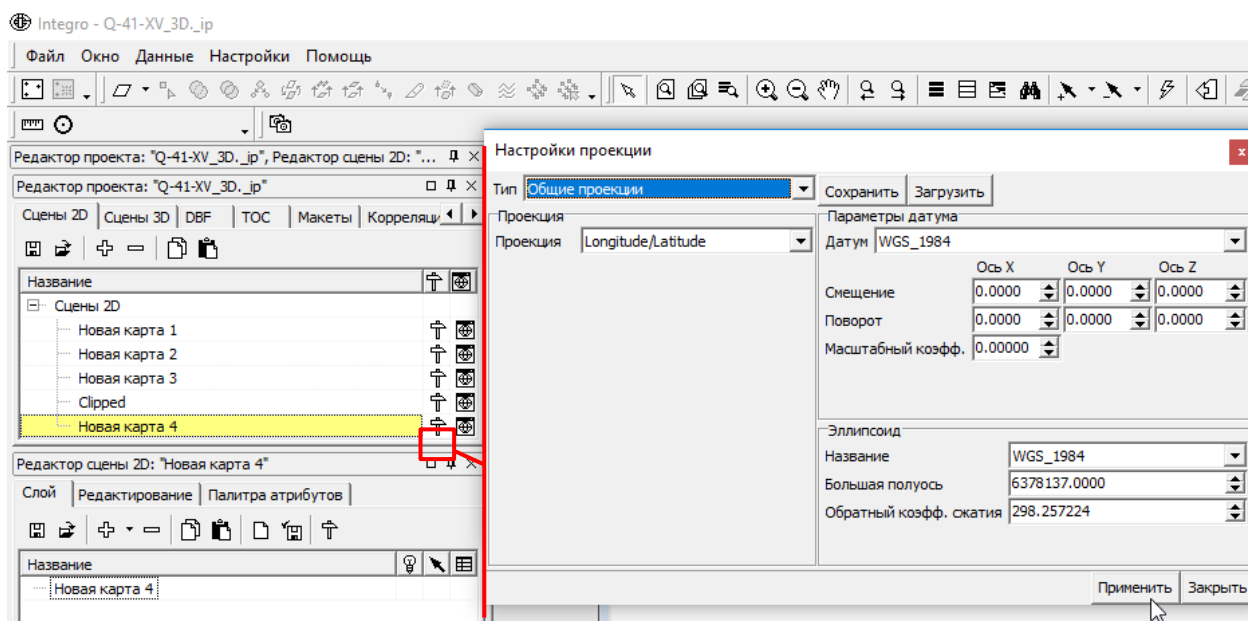 Integro - Q-41-XV_3D._ip
Файл Окно Данные Настройки Помощь
Редактор проекта: "Q-41-XV_3D._ip", Редактор сцены 2D: "...
Редактор проекта: "Q-41-XV_3D._ip"
Сцены 2D Сцены 3D DBF TOC Макеты Корреляци
Название
Сцены 2D
Новая карта 1
Новая карта 2
Новая карта 3
Clipped
Новая карта 4
Редактор сцены 2D: "Новая карта 4"
Слой Редактирование Палитра атрибутов
Название
Новая карта 4
Настройки проекции
Тип Общие проекции Сохранить Загрузить
Проекция
Проекция Longitude/Latitude
Параметры датума
Датум WGS_1984
Ось X Ось Y Ось Z
Смещение 0.0000 0.0000 0.0000
Поворот 0.0000 0.0000 0.0000
Масштабный коэфф. 0.00000
Эллипсоид
Название WGS_1984
Большая полуось 6378137.0000
Обратный коэфф. сжатия 298.257224
Применить Закрыть